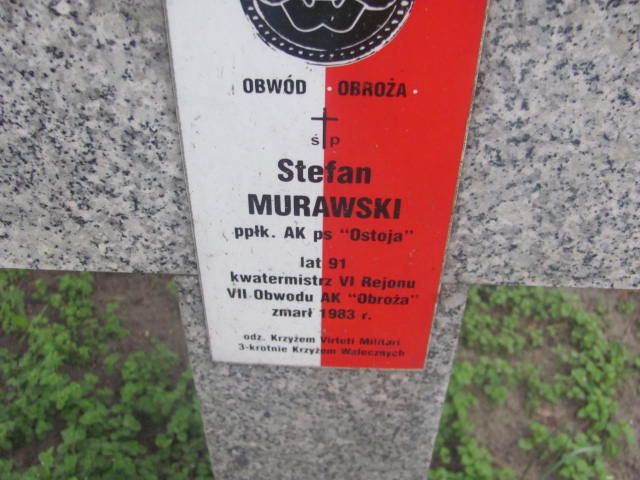 OBWÓD · OBROŻA ·
ś p
Stefan
MURAWSKI
ppłk. AK ps "Ostoja"
lat 91
kwatermistrz VI Rejonu
VII Obwodu AK "Obroża"
zmarł 1983 r.
odz. Krzyżem Virtuti Militari
3-krotnie Krzyżem Walecznych